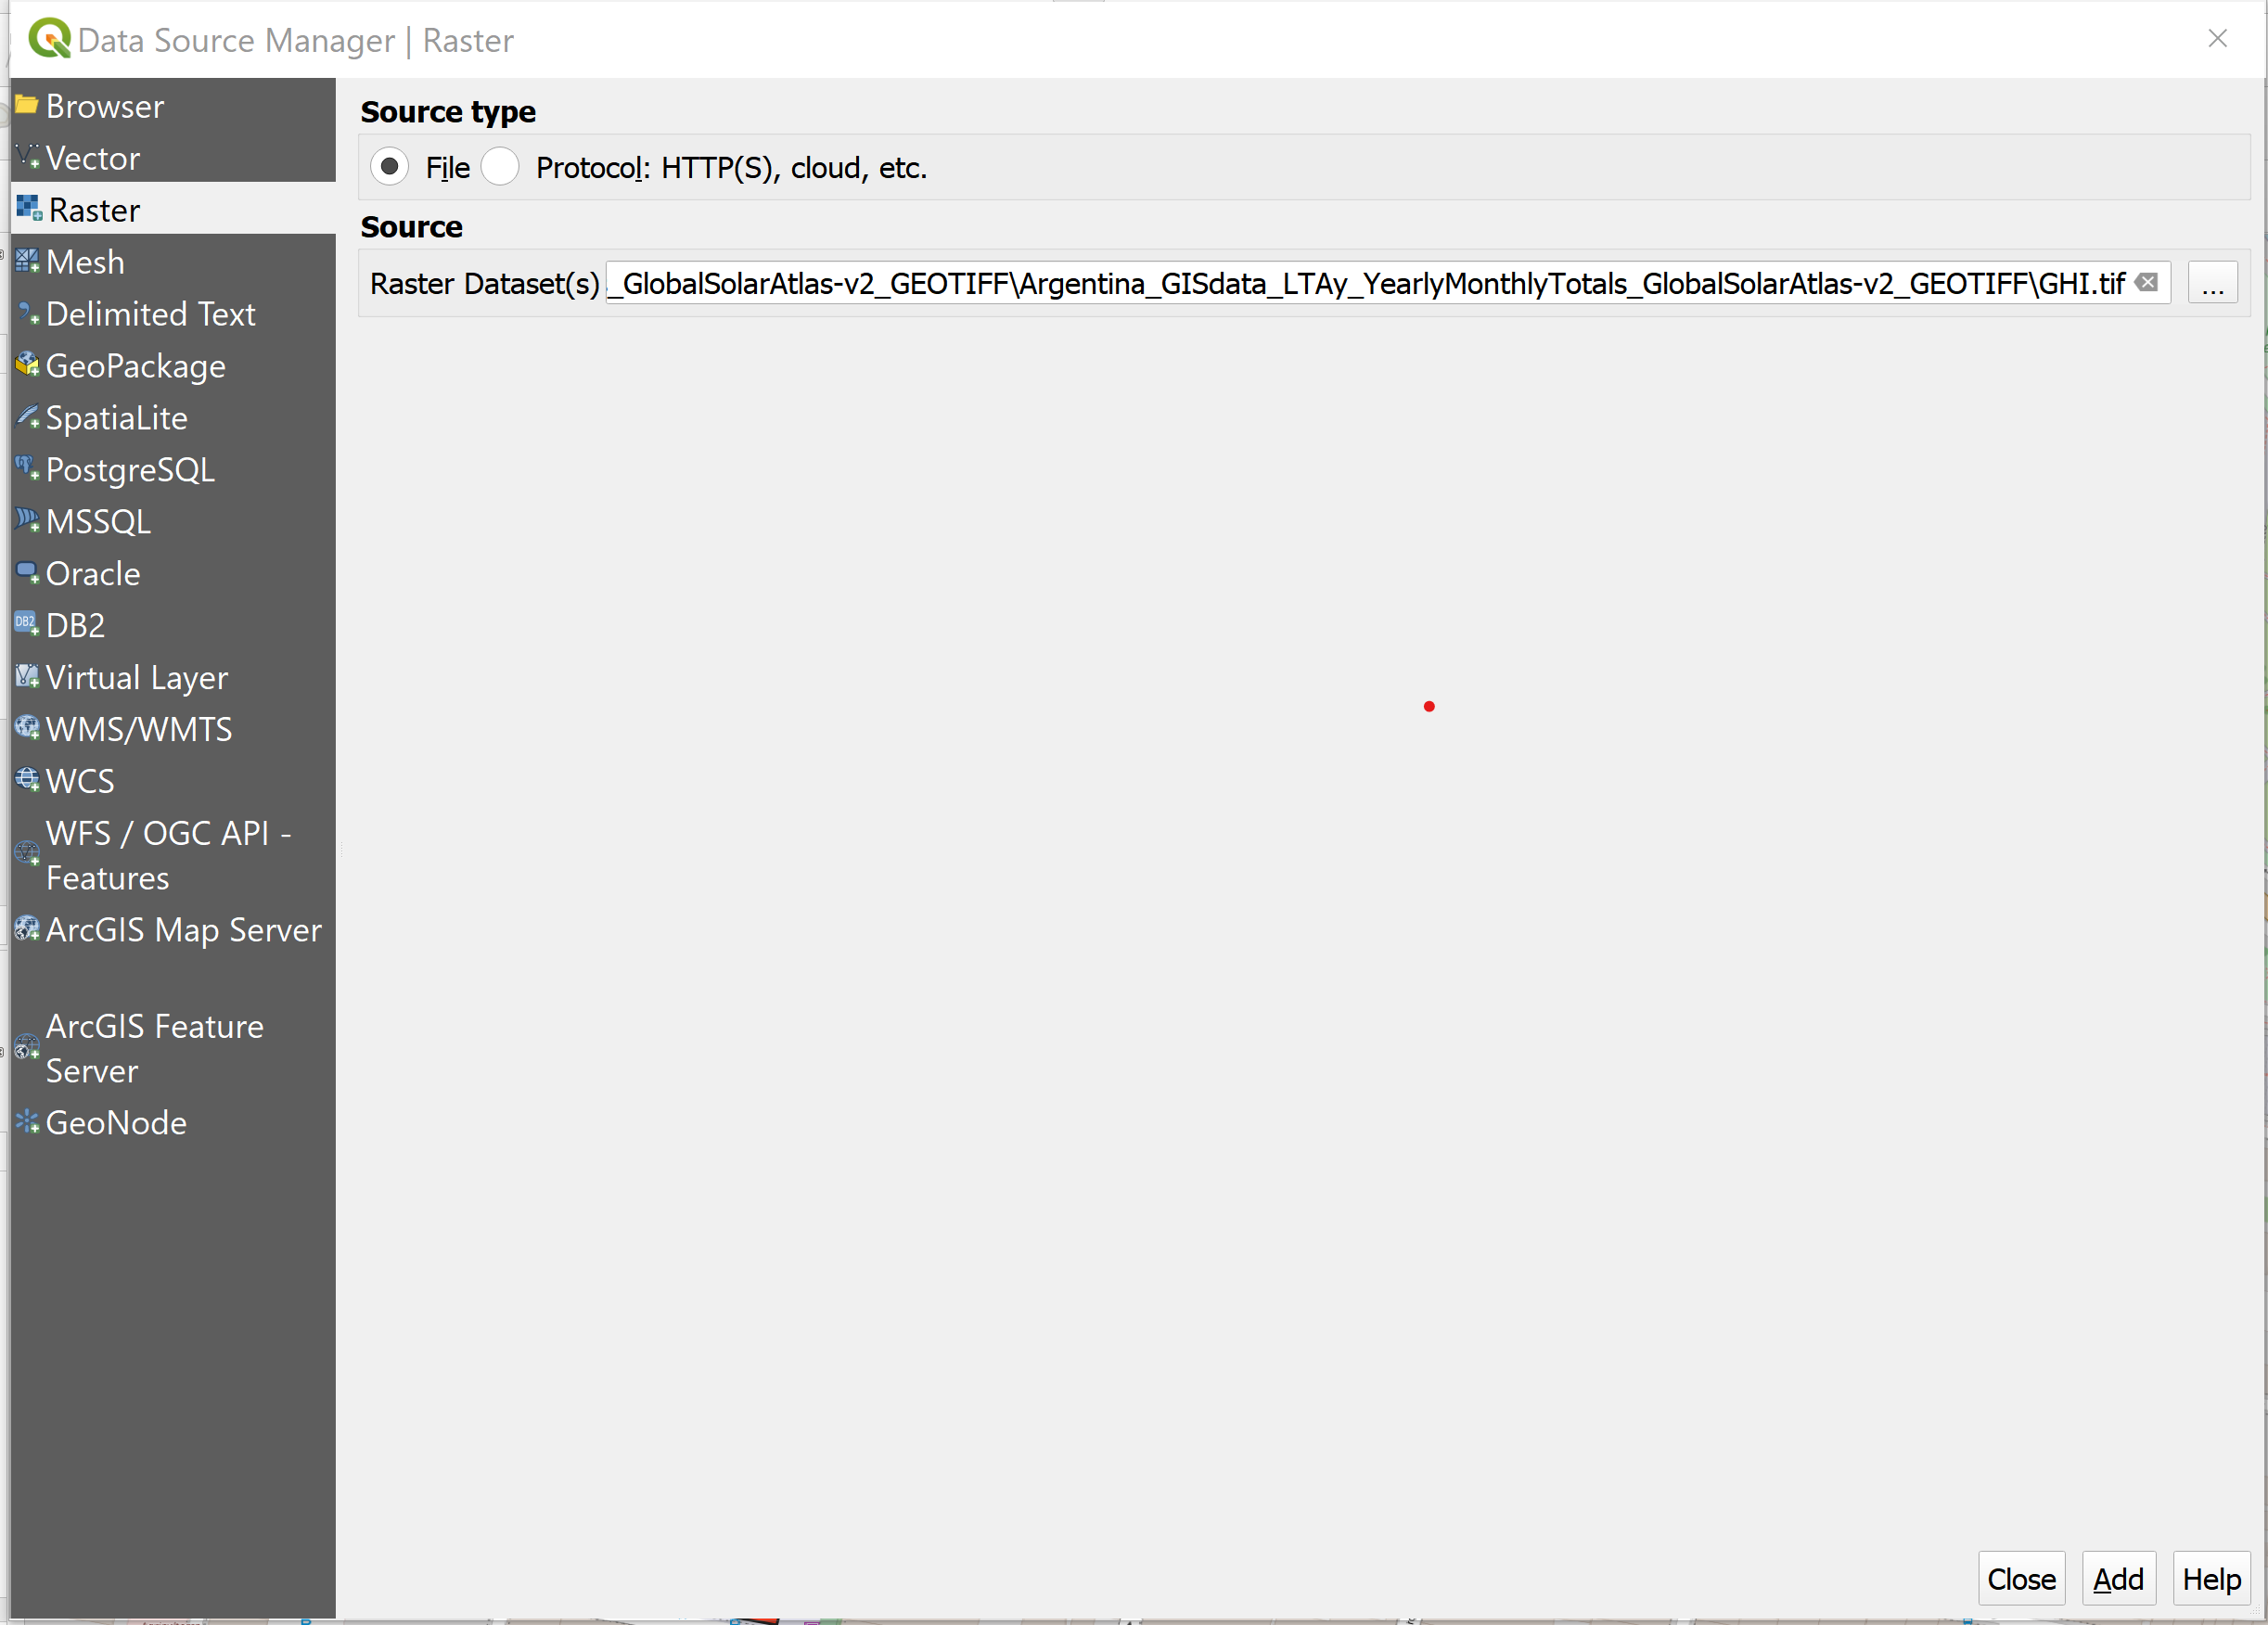 Data Source Manager | Raster
Browser
Vector
Raster
Mesh
Delimited Text
GeoPackage
SpatiaLite
PostgreSQL
MSSQL
Oracle
DB2
Virtual Layer
WMS/WMTS
WCS
WFS / OGC API -
Features
ArcGIS Map Server
ArcGIS Feature
Server
GeoNode
Source type
File Protocol: HTTP(S), cloud, etc.
Source
Raster Dataset(s) _GlobalSolarAtlas-v2_GEOTIFF\Argentina_GISdata_LTAy_YearlyMonthlyTotals_GlobalSolarAtlas-v2_GEOTIFF\GHI.tif ...
Close Add Help